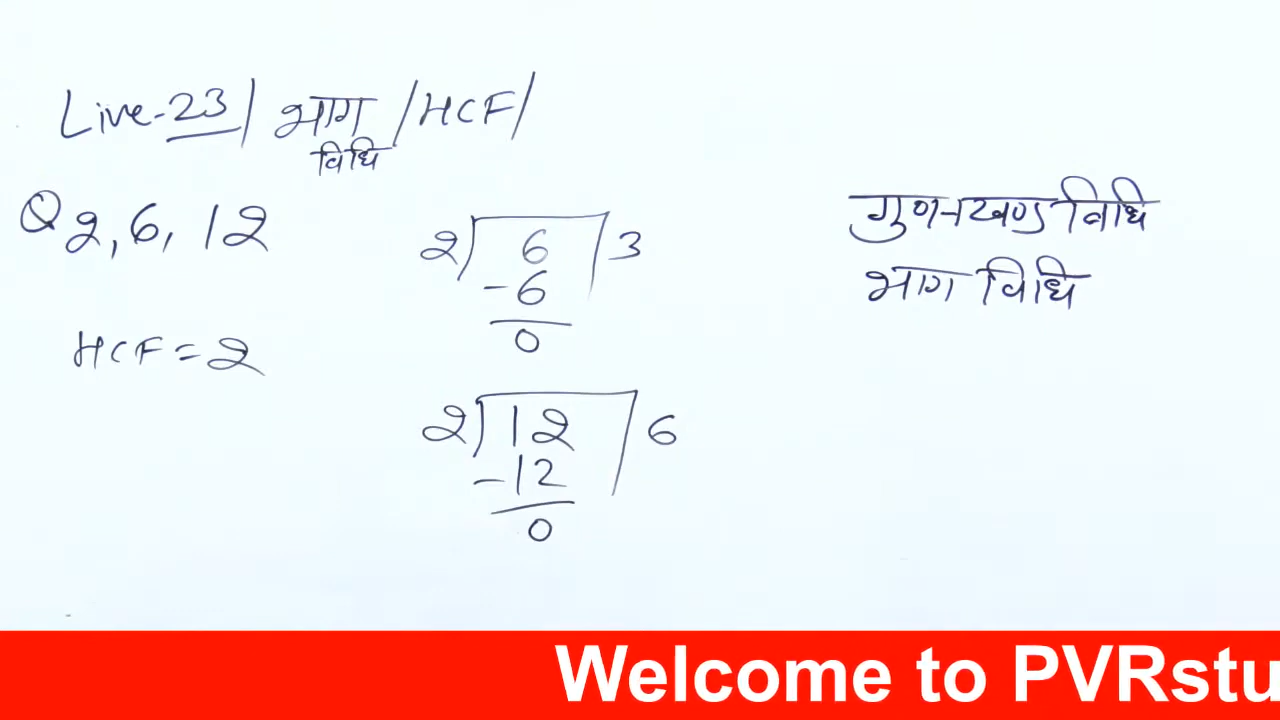 Live-23/ भाग /HCF/
विधि
Q 2, 6, 12
HCF = 2
2) 6 / 3
-6
0
2) 12 / 6
-12
0
गुणनखण्ड विधि
भाग विधि
Welcome to PVRstu